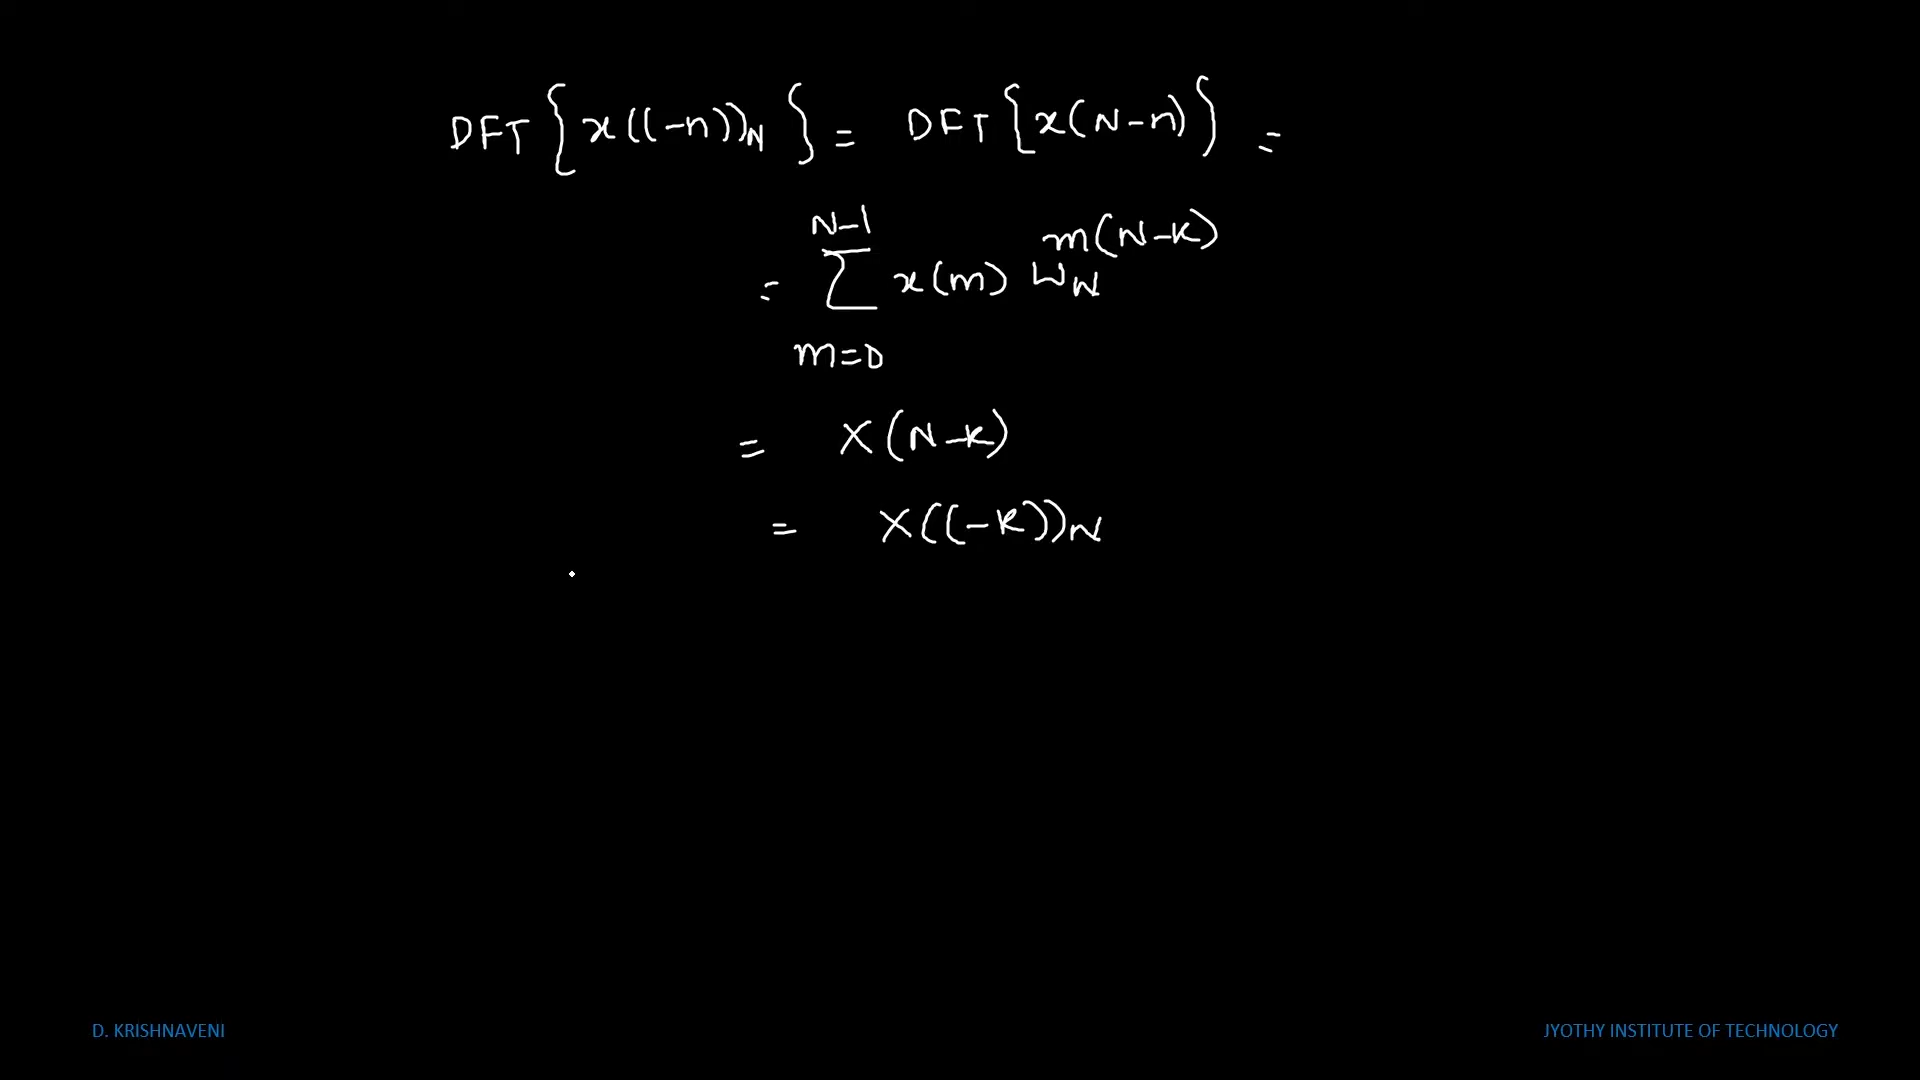 DFT{x((-n))N} = DFT{x(N-n)} =
N-1
= ∑ x(m) WN^m(N-k)
m=0
= X(N-k)
= X((-k))N
D. KRISHNAVENI
JYOTHY INSTITUTE OF TECHNOLOGY